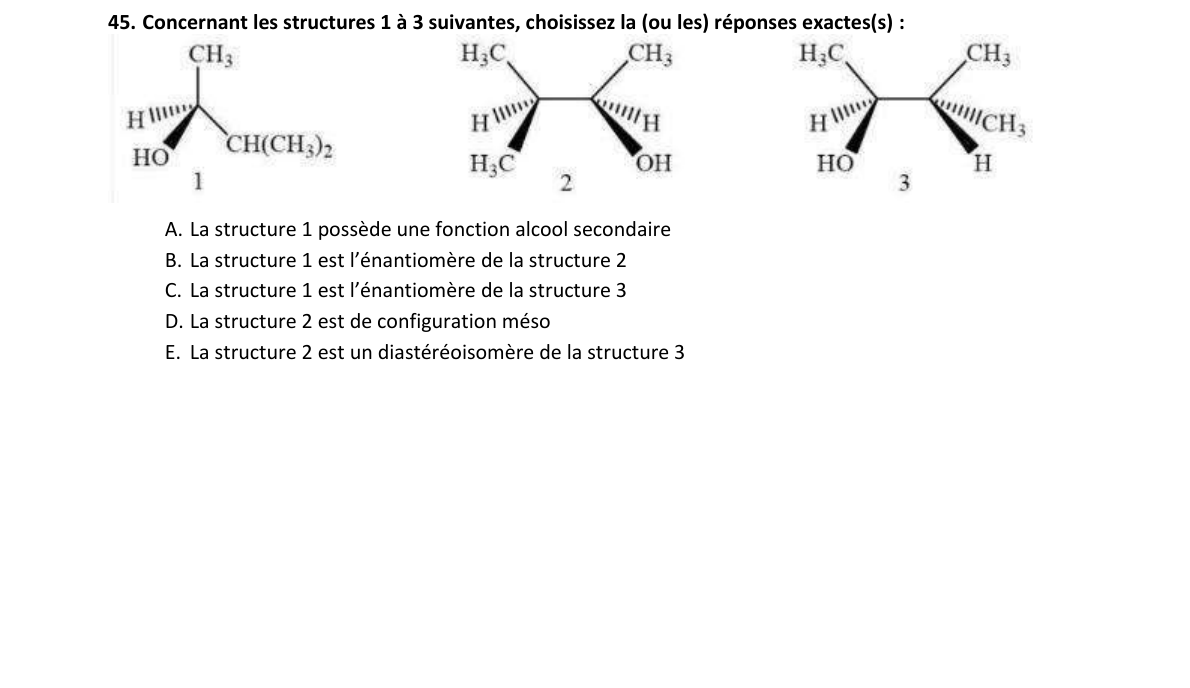 45. Concernant les structures 1 à 3 suivantes, choisissez la (ou les) réponses exactes(s) :
CH₃ H₃C CH₃ H₃C CH₃
H CH(CH₃)₂ H H H CH₃
HO H₃C OH HO H
1 2 3
A. La structure 1 possède une fonction alcool secondaire
B. La structure 1 est l’énantiomère de la structure 2
C. La structure 1 est l’énantiomère de la structure 3
D. La structure 2 est de configuration méso
E. La structure 2 est un diastéréoisomère de la structure 3